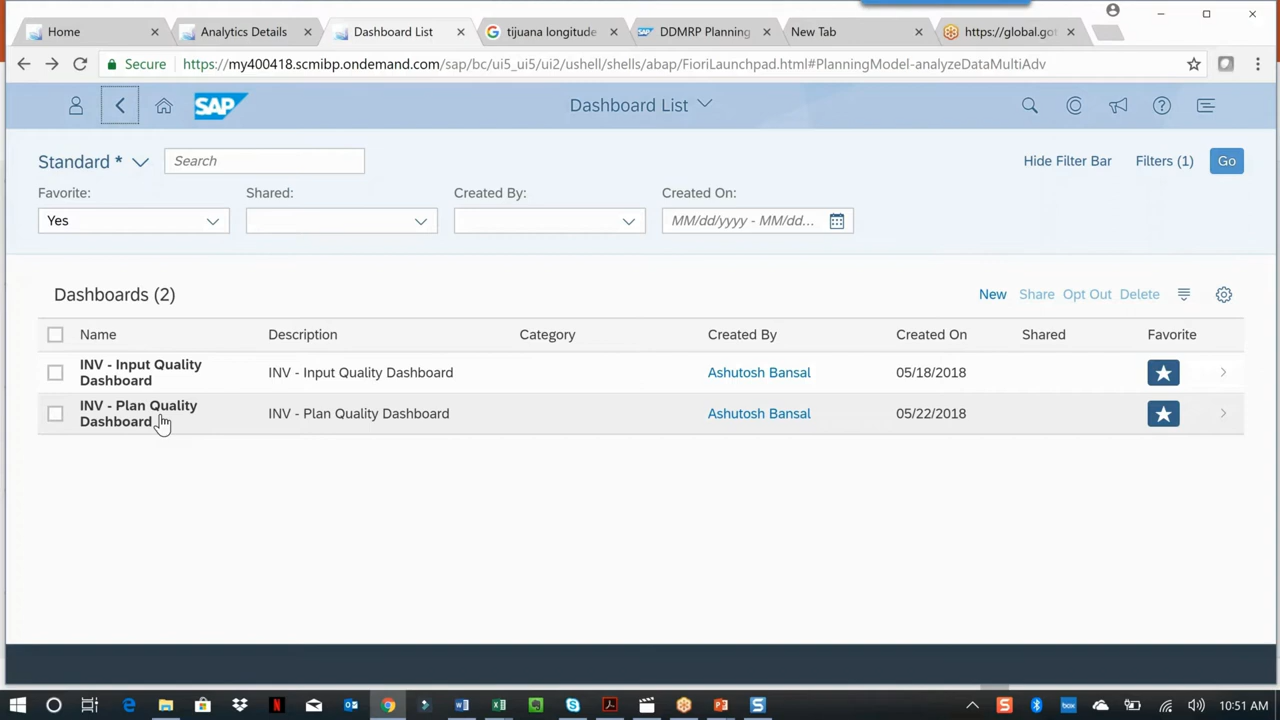 Home
Analytics Details
Dashboard List
tijuana longitude
DDMRP Planning
New Tab
https://global.go
Secure
https://my400418.scmibp.ondemand.com/sap/bc/ui5_ui5/ui2/ushell/shells/abap/FioriLaunchpad.html#PlanningModel-analyzeDataMultiAdv
SAP
Dashboard List
Standard *
Search
Hide Filter Bar
Filters (1)
Go
Favorite:
Shared:
Created By:
Created On:
Yes
MM/dd/yyyy - MM/dd...
Dashboards (2)
New
Share
Opt Out
Delete
Name
Description
Category
Created By
Created On
Shared
Favorite
INV - Input Quality
Dashboard
INV - Input Quality Dashboard
Ashutosh Bansal
05/18/2018
INV - Plan Quality
Dashboard
INV - Plan Quality Dashboard
Ashutosh Bansal
05/22/2018
10:51 AM